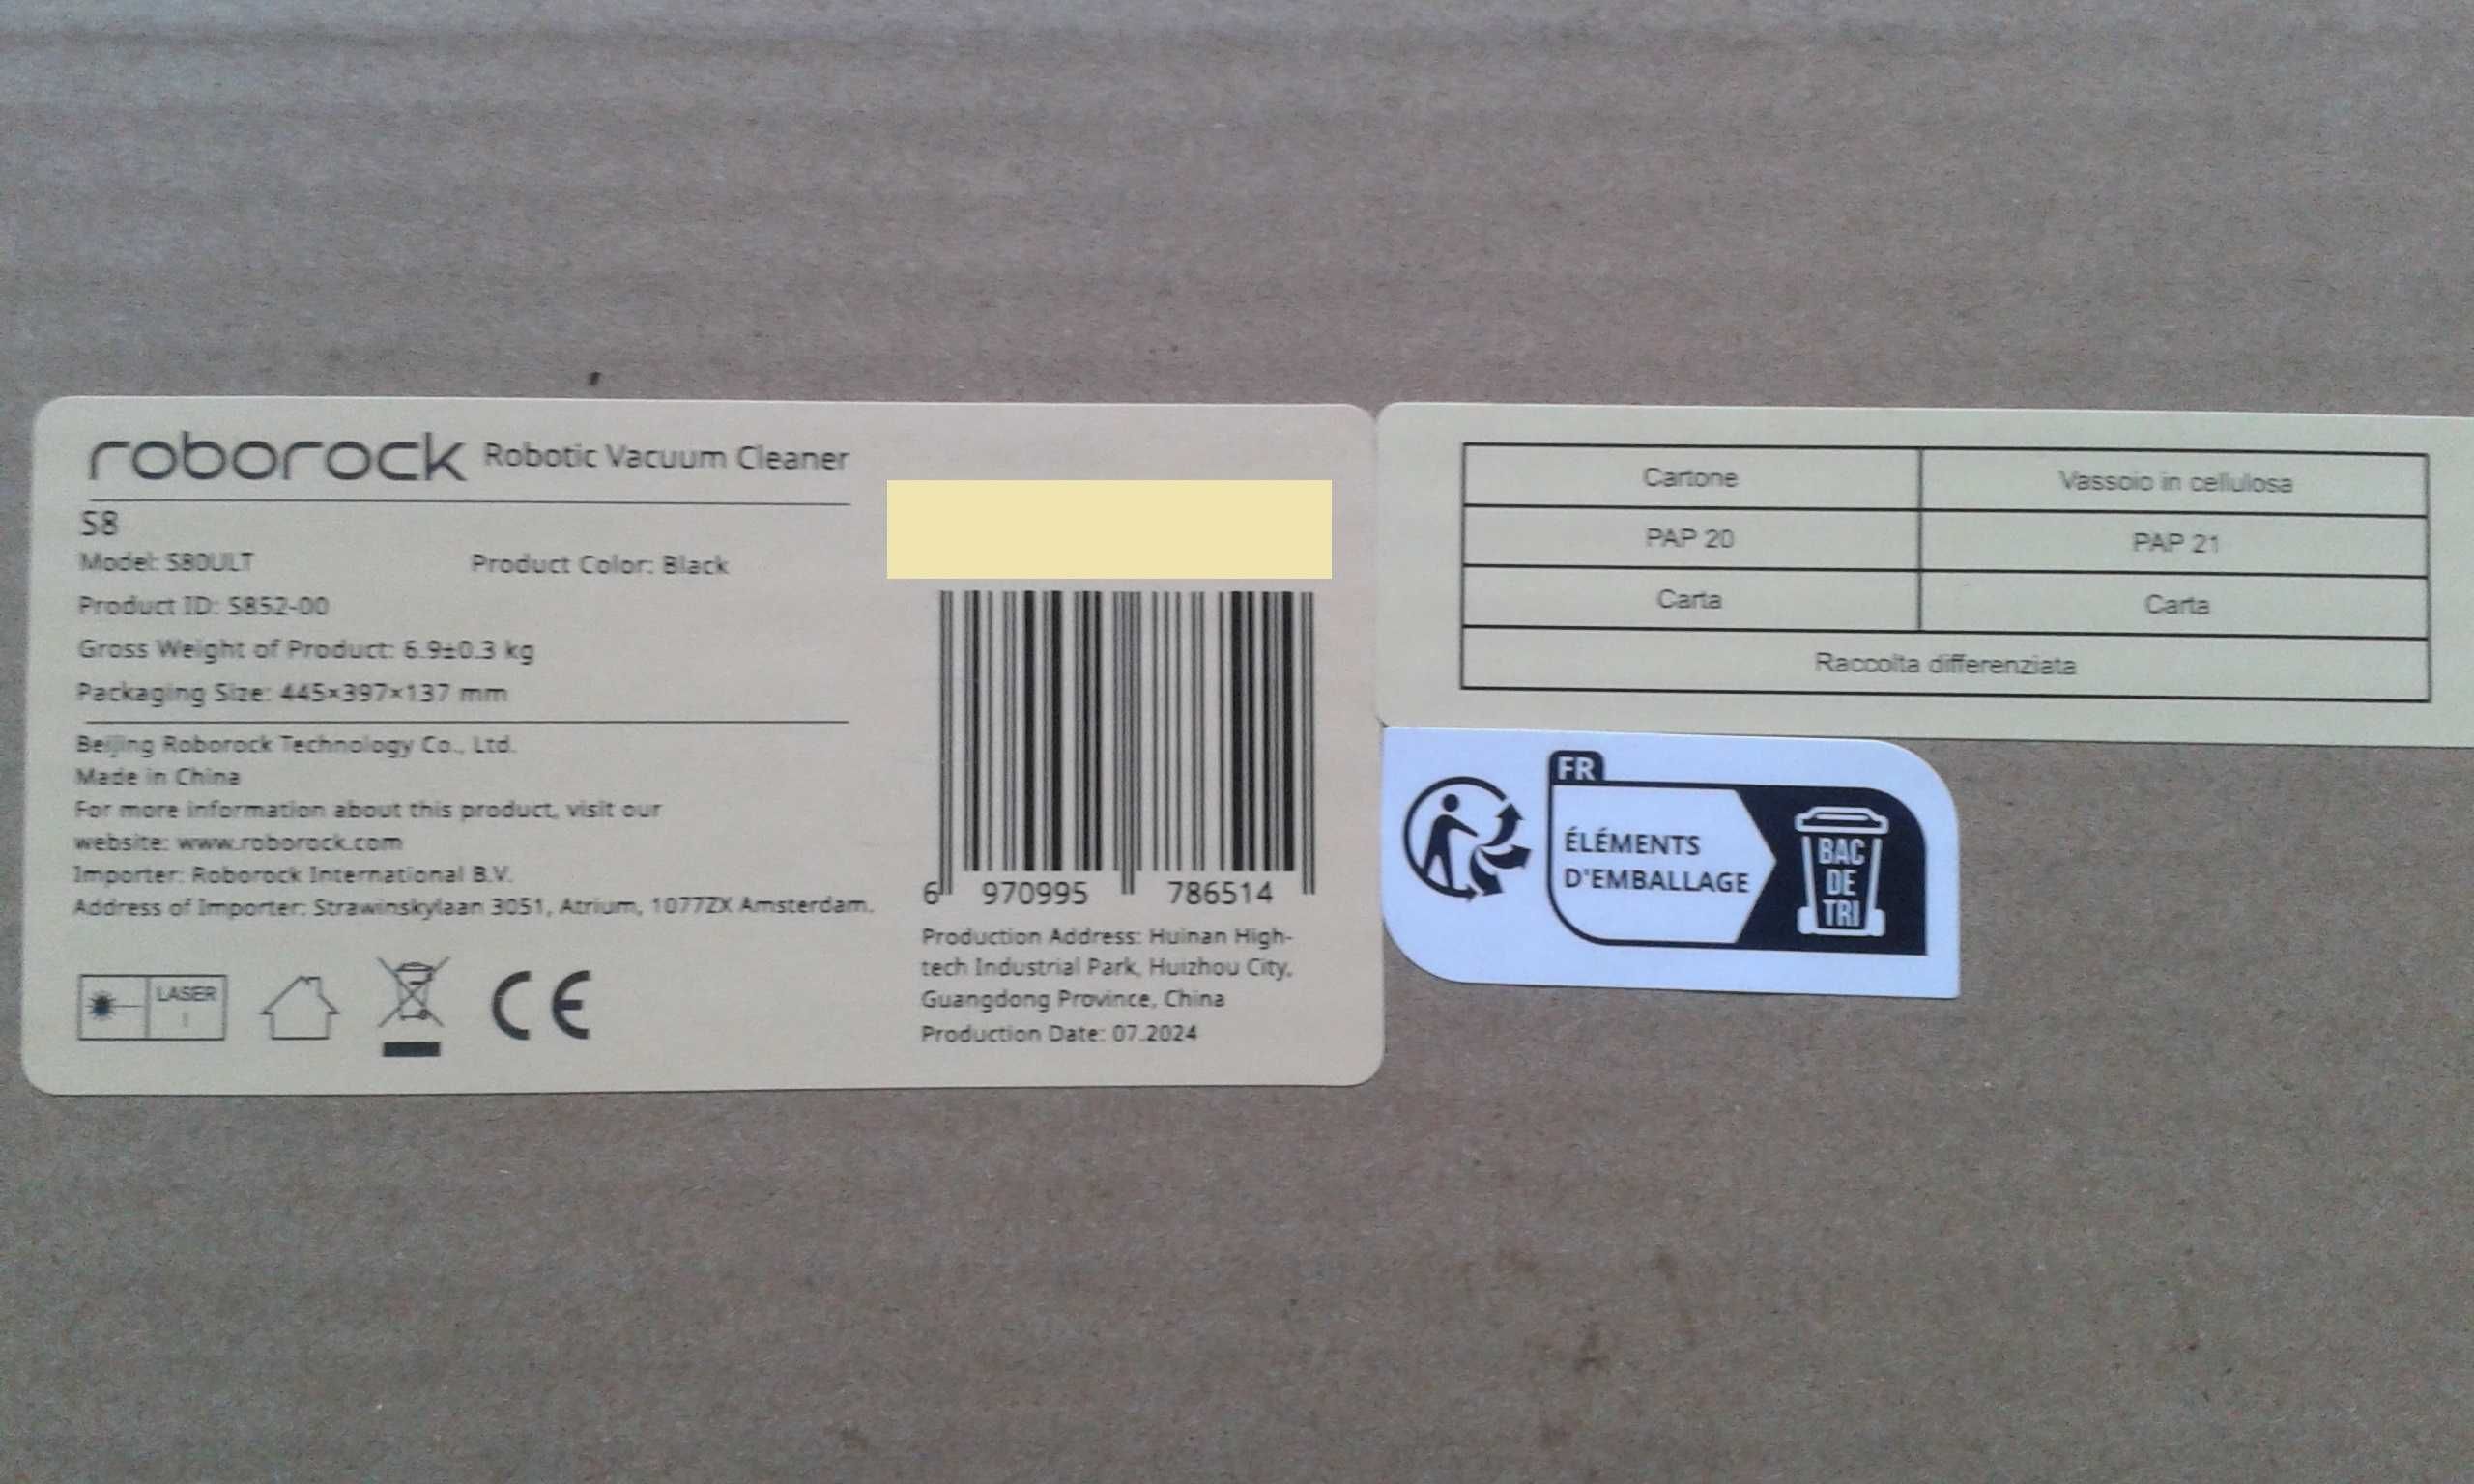 roborock Robotic Vacuum Cleaner
S8
Model: S80ULT Product Color: Black
Product ID: S852-00
Gross Weight of Product: 6.9±0.3 kg
Packaging Size: 445×397×137 mm
Beijing Roborock Technology Co., Ltd.
Made in China
For more information about this product, visit our
website: www.roborock.com
Importer: Roborock International B.V.
Address of Importer: Strawinskylaan 3051, Atrium, 1077ZX Amsterdam.
LASER
1
CE
6 970995 786514
Production Address: Huinan High-
tech Industrial Park, Huizhou City,
Guangdong Province, China
Production Date: 07.2024
Cartone Vassoio in cellulosa
PAP 20 PAP 21
Carta Carta
Raccolta differenziata
FR
ÉLÉMENTS
D'EMBALLAGE
BAC
DE
TRI